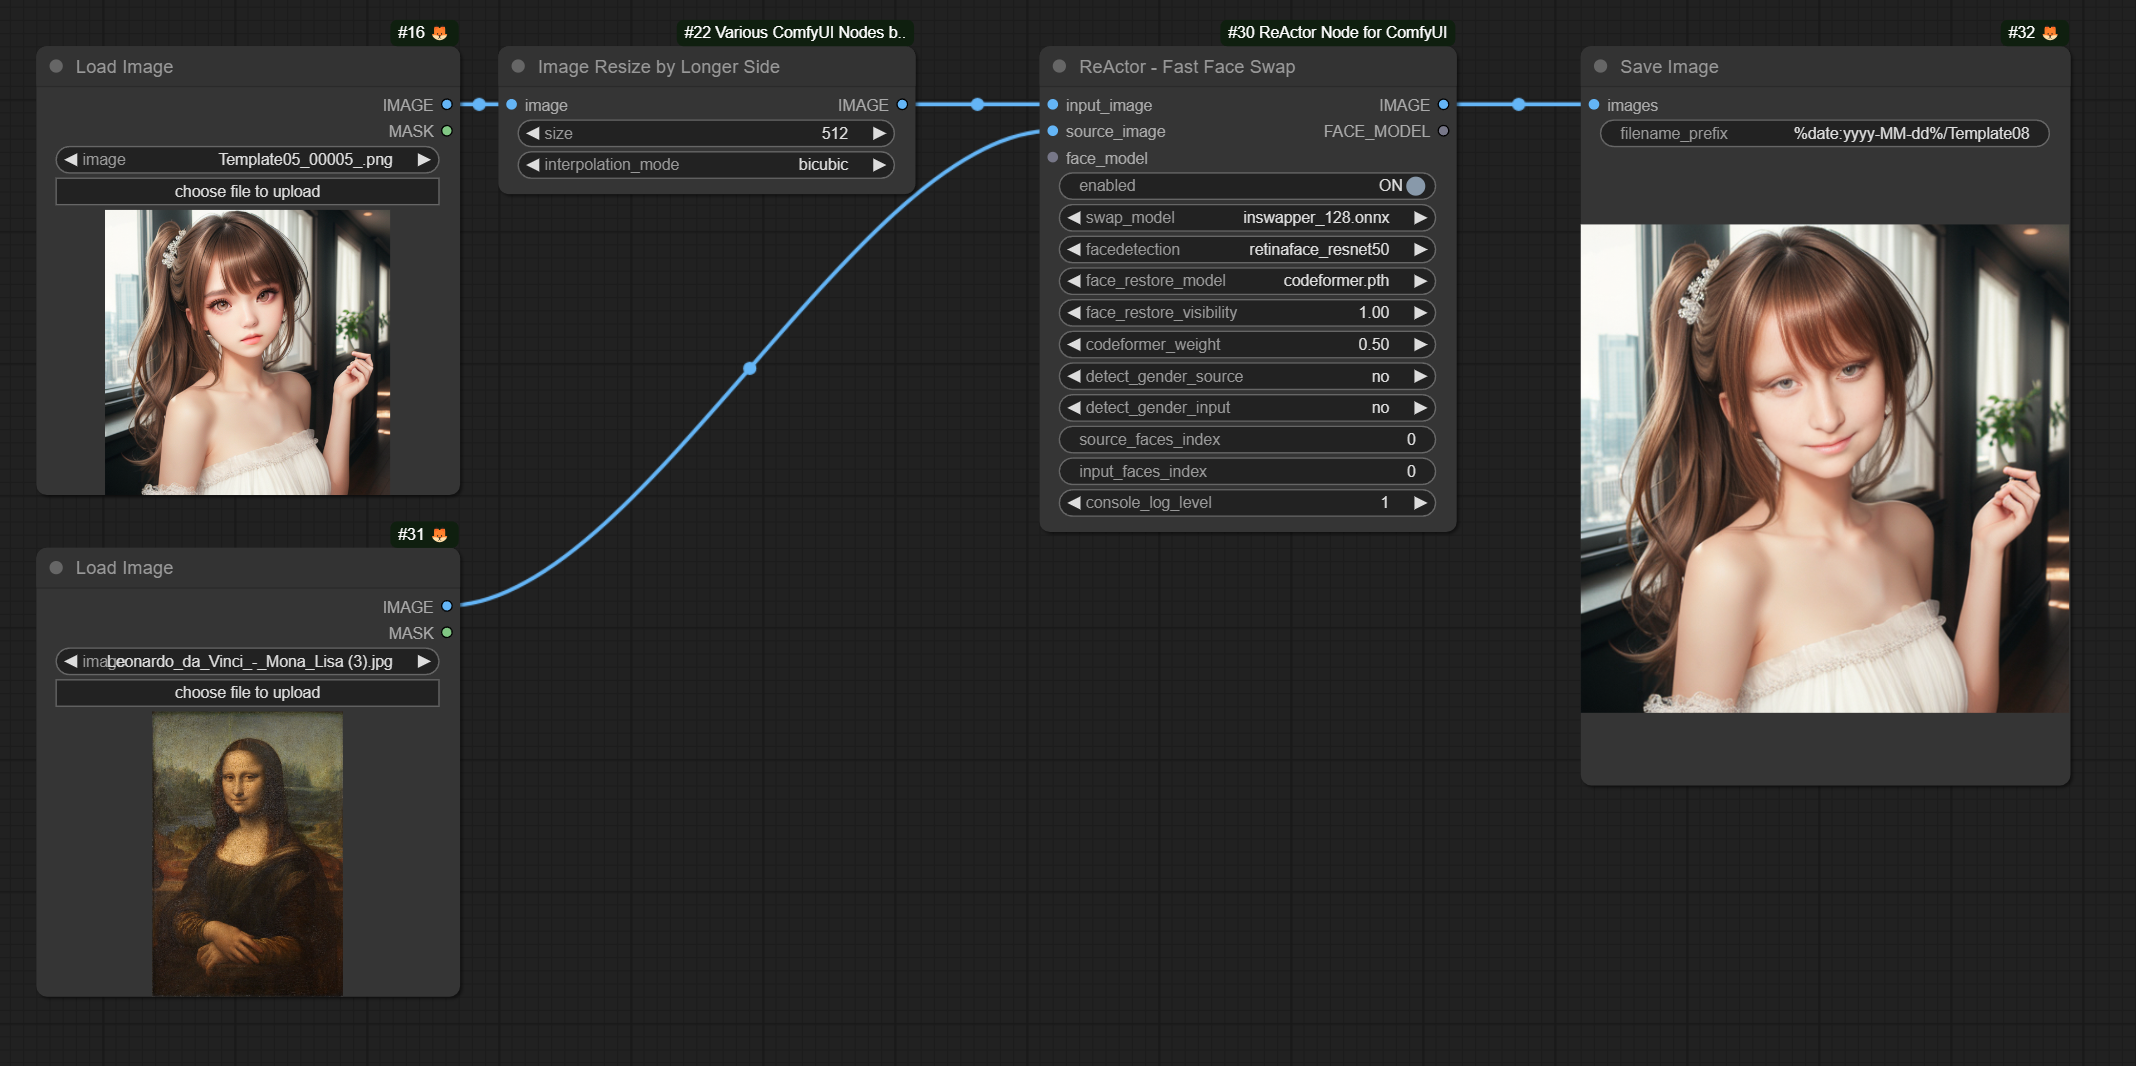 #16
Load Image
IMAGE
MASK
image Template05_00005_.png
choose file to upload
#22 Various ComfyUI Nodes b..
Image Resize by Longer Side
image IMAGE
size 512
interpolation_mode bicubic
#30 ReActor Node for ComfyUI
ReActor - Fast Face Swap
input_image IMAGE
source_image FACE_MODEL
face_model
enabled ON
swap_model inswapper_128.onnx
facedetection retinaface_resnet50
face_restore_model codeformer.pth
face_restore_visibility 1.00
codeformer_weight 0.50
detect_gender_source no
detect_gender_input no
source_faces_index 0
input_faces_index 0
console_log_level 1
#32
Save Image
images
filename_prefix %date:yyyy-MM-dd%/Template08
#31
Load Image
IMAGE
MASK
image Leonardo_da_Vinci_-_Mona_Lisa (3).jpg
choose file to upload